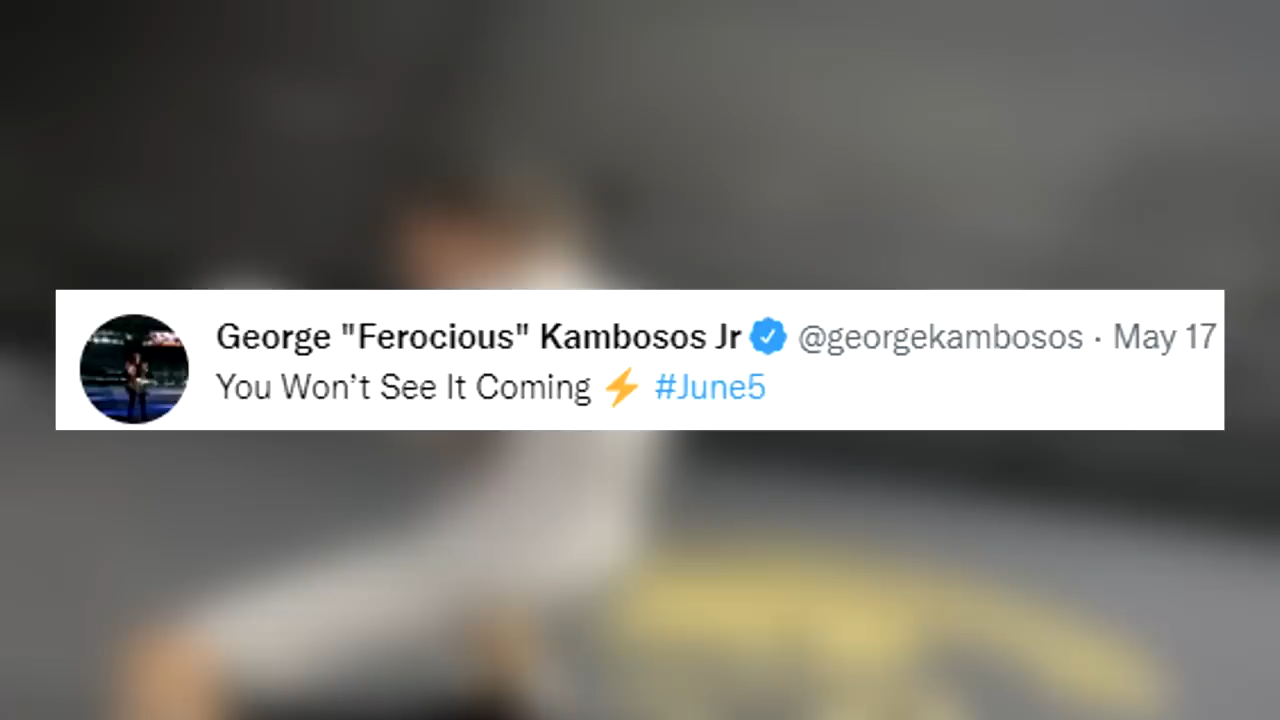 George "Ferocious" Kambosos Jr @georgekambosos · May 17
You Won’t See It Coming ⚡ #June5